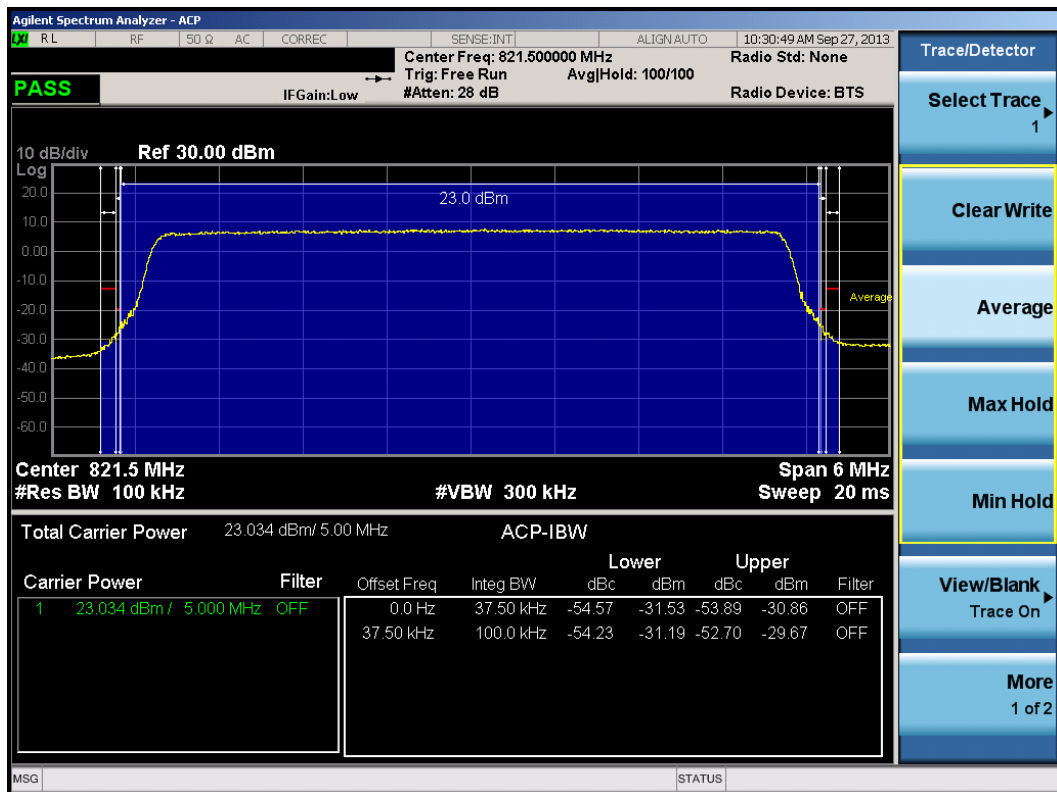 Agilent Spectrum Analyzer - ACP
LXI RL RF 50 Ω AC CORREC SENSE:INT ALIGN AUTO 10:30:49 AM Sep 27, 2013
Center Freq: 821.500000 MHz Radio Std: None
Trig: Free Run Avg|Hold: 100/100
PASS IFGain:Low #Atten: 28 dB Radio Device: BTS
10 dB/div Ref 30.00 dBm
Log
20.0
23.0 dBm
10.0
0.00
-10.0
Average
-20.0
-30.0
-40.0
-50.0
-60.0
Center 821.5 MHz Span 6 MHz
#Res BW 100 kHz #VBW 300 kHz Sweep 20 ms
Total Carrier Power 23.034 dBm/ 5.00 MHz ACP-IBW
Lower Upper
Carrier Power Filter Offset Freq Integ BW dBc dBm dBc dBm Filter
1 23.034 dBm / 5.000 MHz OFF 0.0 Hz 37.50 kHz -54.57 -31.53 -53.89 -30.86 OFF
37.50 kHz 100.0 kHz -54.23 -31.19 -52.70 -29.67 OFF
MSG STATUS
Trace/Detector
Select Trace
1
Clear Write
Average
Max Hold
Min Hold
View/Blank
Trace On
More
1 of 2